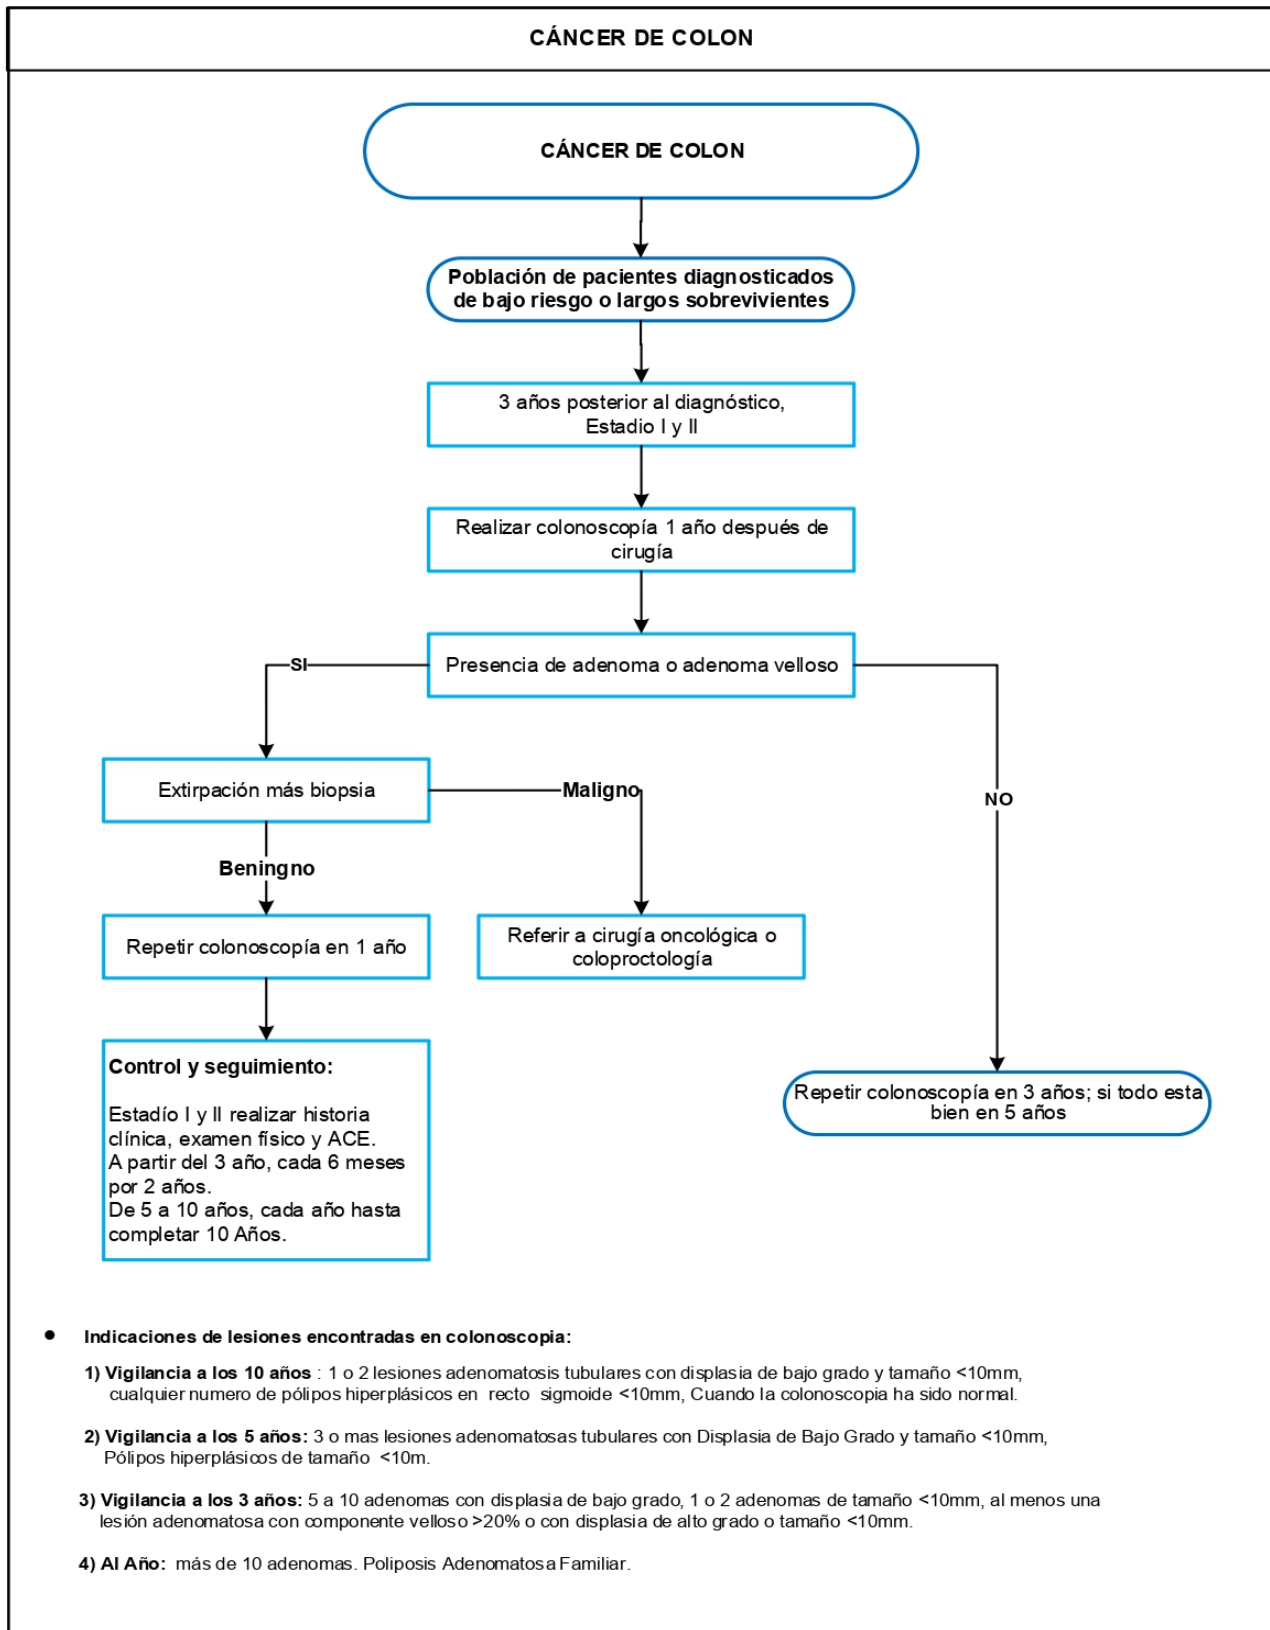 CÁNCER DE COLON
CÁNCER DE COLON
Población de pacientes diagnosticados
de bajo riesgo o largos sobrevivientes
3 años posterior al diagnóstico,
Estadio I y II
Realizar colonoscopía 1 año después de
cirugía
Presencia de adenoma o adenoma velloso
SI
NO
Extirpación más biopsia
Maligno
Beningno
Repetir colonoscopía en 1 año
Referir a cirugía oncológica o
coloproctología
Control y seguimiento:
Estadío I y II realizar historia
clínica, examen físico y ACE.
A partir del 3 año, cada 6 meses
por 2 años.
De 5 a 10 años, cada año hasta
completar 10 Años.
Repetir colonoscopía en 3 años; si todo esta
bien en 5 años
● Indicaciones de lesiones encontradas en colonoscopia:
1) Vigilancia a los 10 años : 1 o 2 lesiones adenomatosis tubulares con displasia de bajo grado y tamaño <10mm,
cualquier numero de pólipos hiperplásicos en recto sigmoide <10mm, Cuando la colonoscopia ha sido normal.
2) Vigilancia a los 5 años: 3 o mas lesiones adenomatosas tubulares con Displasia de Bajo Grado y tamaño <10mm,
Pólipos hiperplásicos de tamaño <10m.
3) Vigilancia a los 3 años: 5 a 10 adenomas con displasia de bajo grado, 1 o 2 adenomas de tamaño <10mm, al menos una
lesión adenomatosa con componente velloso >20% o con displasia de alto grado o tamaño <10mm.
4) Al Año: más de 10 adenomas. Poliposis Adenomatosa Familiar.